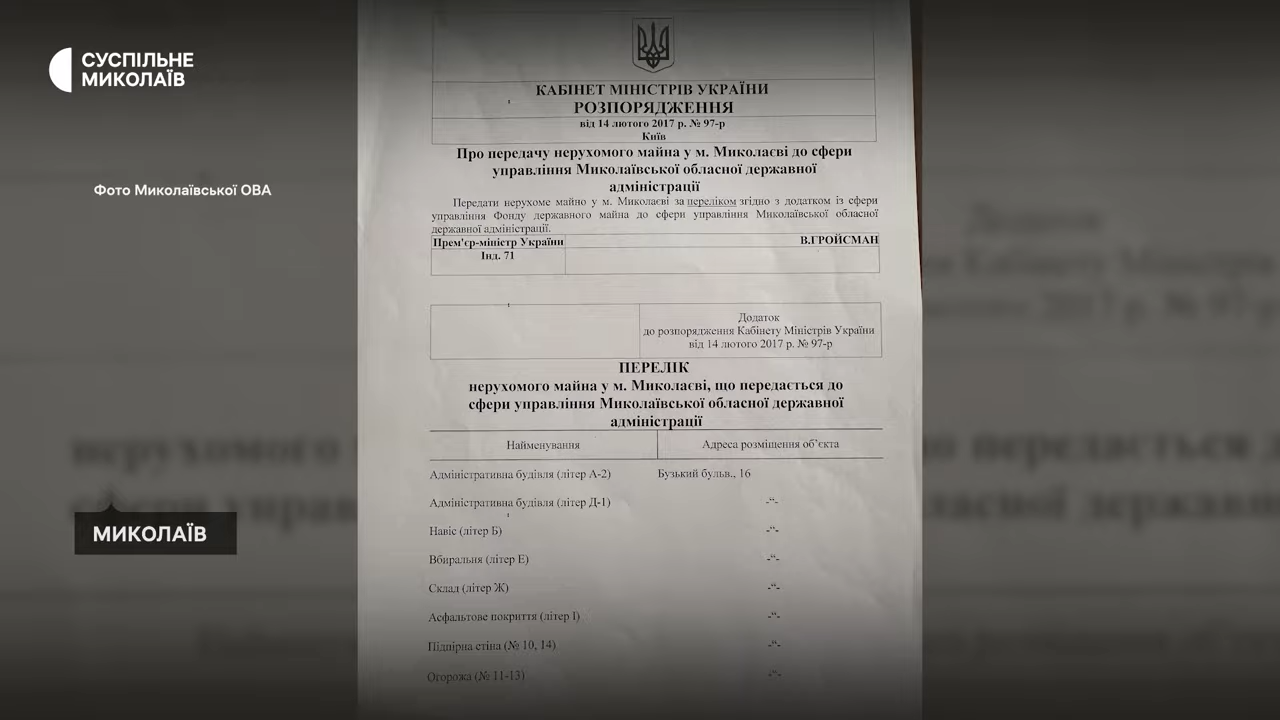 СУСПІЛЬНЕ
МИКОЛАЇВ
Фото Миколаївської ОВА
МИКОЛАЇВ
КАБІНЕТ МІНІСТРІВ УКРАЇНИ
РОЗПОРЯДЖЕННЯ
від 14 лютого 2017 р. № 97-р
Київ
Про передачу нерухомого майна у м. Миколаєві до сфери
управління Миколаївської обласної державної
адміністрації
Передати нерухоме майно у м. Миколаєві за переліком згідно з додатком із сфери
управління Фонду державного майна до сфери управління Миколаївської обласної
державної адміністрації.
Прем'єр-міністр України В.ГРОЙСМАН
Інд. 71
Додаток
до розпорядження Кабінету Міністрів України
від 14 лютого 2017 р. № 97-р
ПЕРЕЛІК
нерухомого майна у м. Миколаєві, що передається до
сфери управління Миколаївської обласної державної
адміністрації
Найменування Адреса розміщення об’єкта
Адміністративна будівля (літер А-2) Бузький бульв., 16
Адміністративна будівля (літер Д-1) -“-
Навіс (літер Б) -“-
Вбиральня (літер Е) -“-
Склад (літер Ж) -“-
Асфальтове покриття (літер І) -“-
Підпірна стіна (№ 10, 14) -“-
Огорожа (№ 11-13) -“-